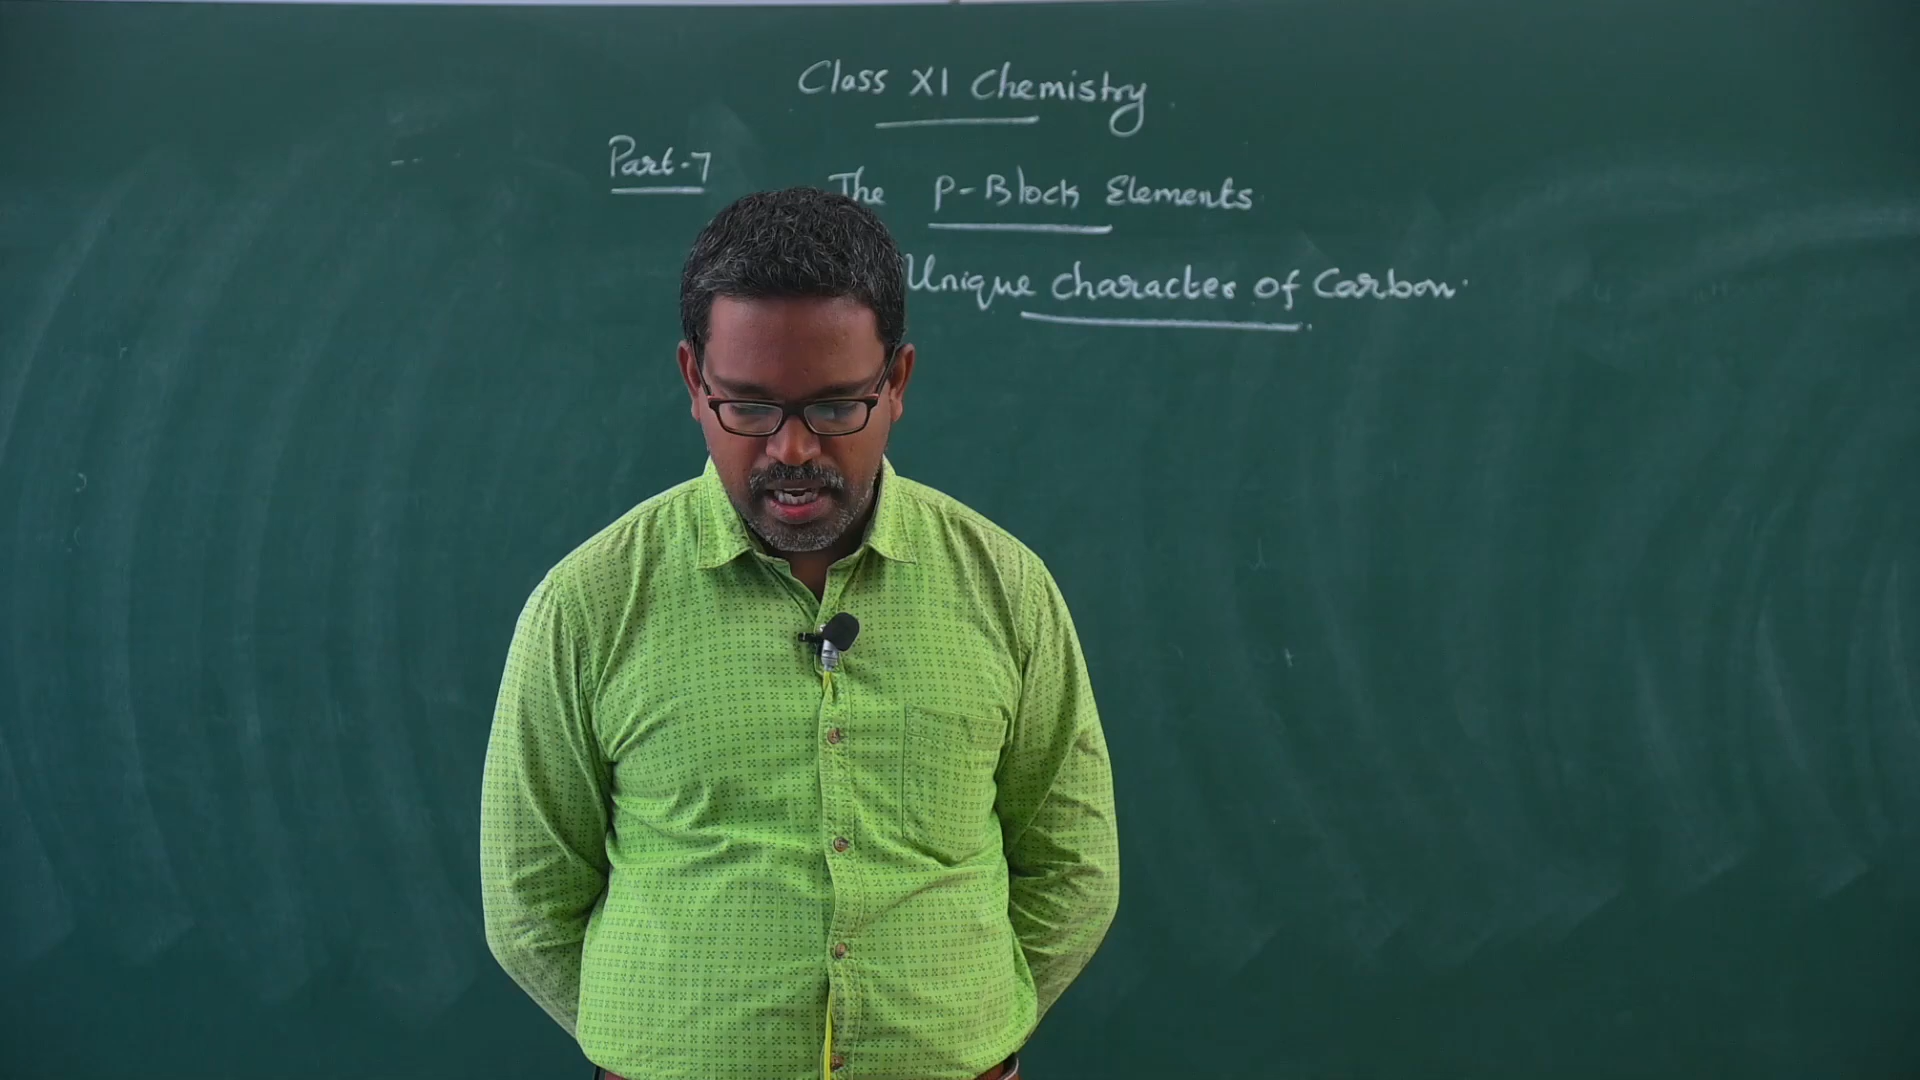 Class XI Chemistry
Part-7
The P-Block Elements
Unique character of Carbon.